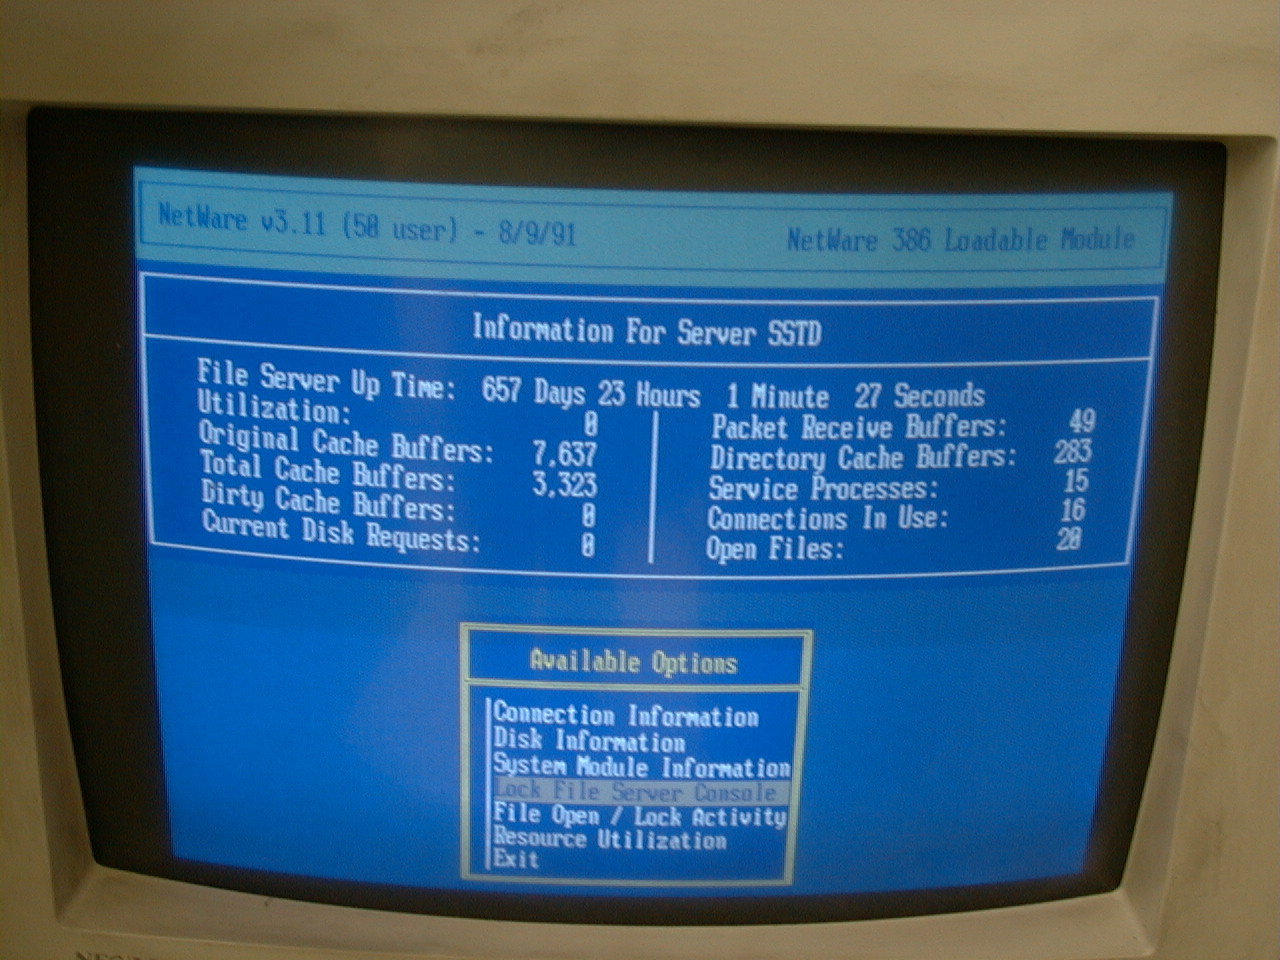 NetWare v3.11 (50 user) - 8/9/91 NetWare 386 Loadable Module
Information For Server SSTD
File Server Up Time: 657 Days 23 Hours 1 Minute 27 Seconds
Utilization: 0 Packet Receive Buffers: 49
Original Cache Buffers: 7,637 Directory Cache Buffers: 283
Total Cache Buffers: 3,323 Service Processes: 15
Dirty Cache Buffers: 0 Connections In Use: 16
Current Disk Requests: 0 Open Files: 20
Available Options
Connection Information
Disk Information
System Module Information
Lock File Server Console
File Open / Lock Activity
Resource Utilization
Exit